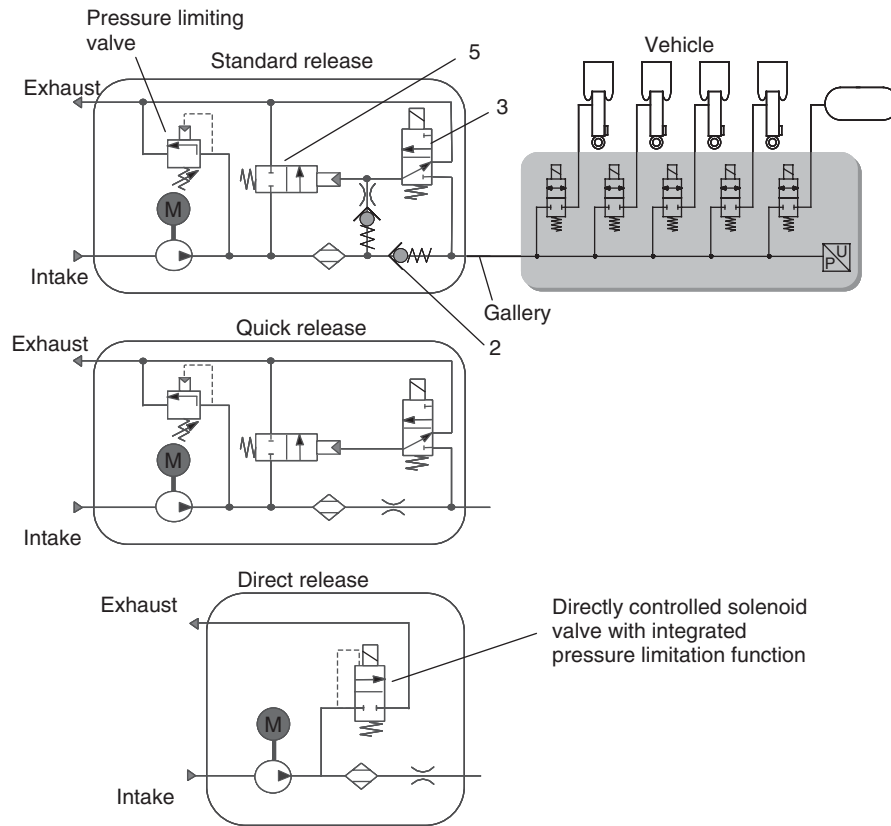 Pressure limiting
valve
Standard release
5
Vehicle
Exhaust
3
M
Intake
Gallery
U
P
2
Quick release
Exhaust
M
Intake
Direct release
Exhaust
Directly controlled solenoid
valve with integrated
pressure limitation function
M
Intake